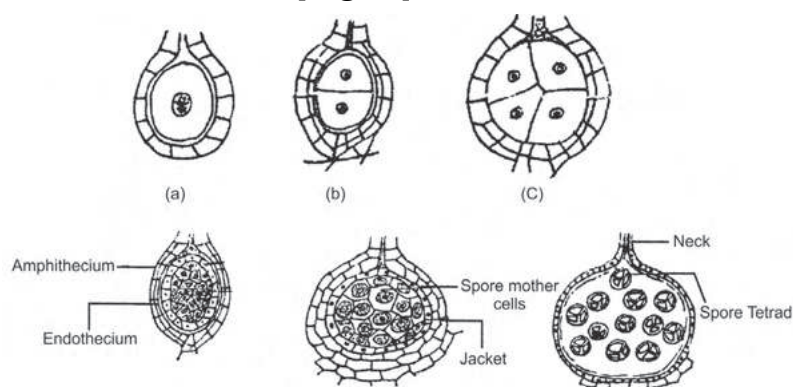 (a)
(b)
(C)
Amphithecium
Endothecium
Spore mother
cells
Jacket
Neck
Spore Tetrad